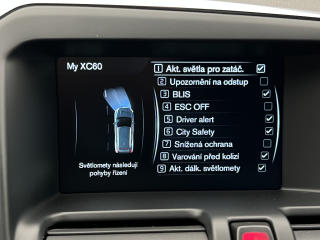 My XC60
1 Akt. světla pro zatáč.
2 Upozornění na odstup
3 BLIS
4 ESC OFF
5 Driver alert
6 City Safety
7 Snížená ochrana
8 Varování před kolizí
9 Akt. dálk. světlomety
Světlomety následují
pohyby řízení